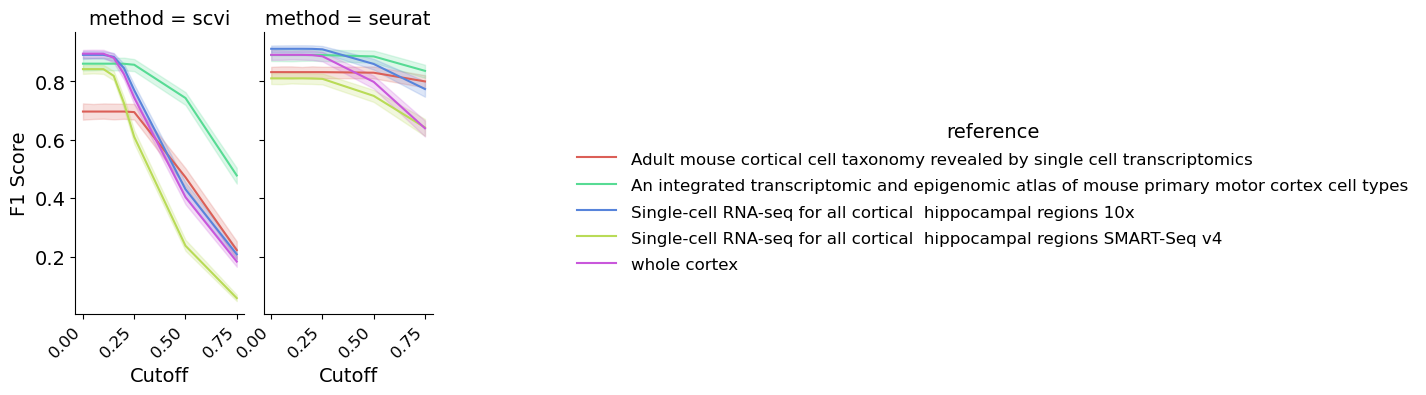 method = scvi
method = seurat
F1 Score
0.8
0.6
0.4
0.2
0.00
0.25
0.50
0.75
0.00
0.25
0.50
0.75
Cutoff
Cutoff
reference
Adult mouse cortical cell taxonomy revealed by single cell transcriptomics
An integrated transcriptomic and epigenomic atlas of mouse primary motor cortex cell types
Single-cell RNA-seq for all cortical  hippocampal regions 10x
Single-cell RNA-seq for all cortical  hippocampal regions SMART-Seq v4
whole cortex